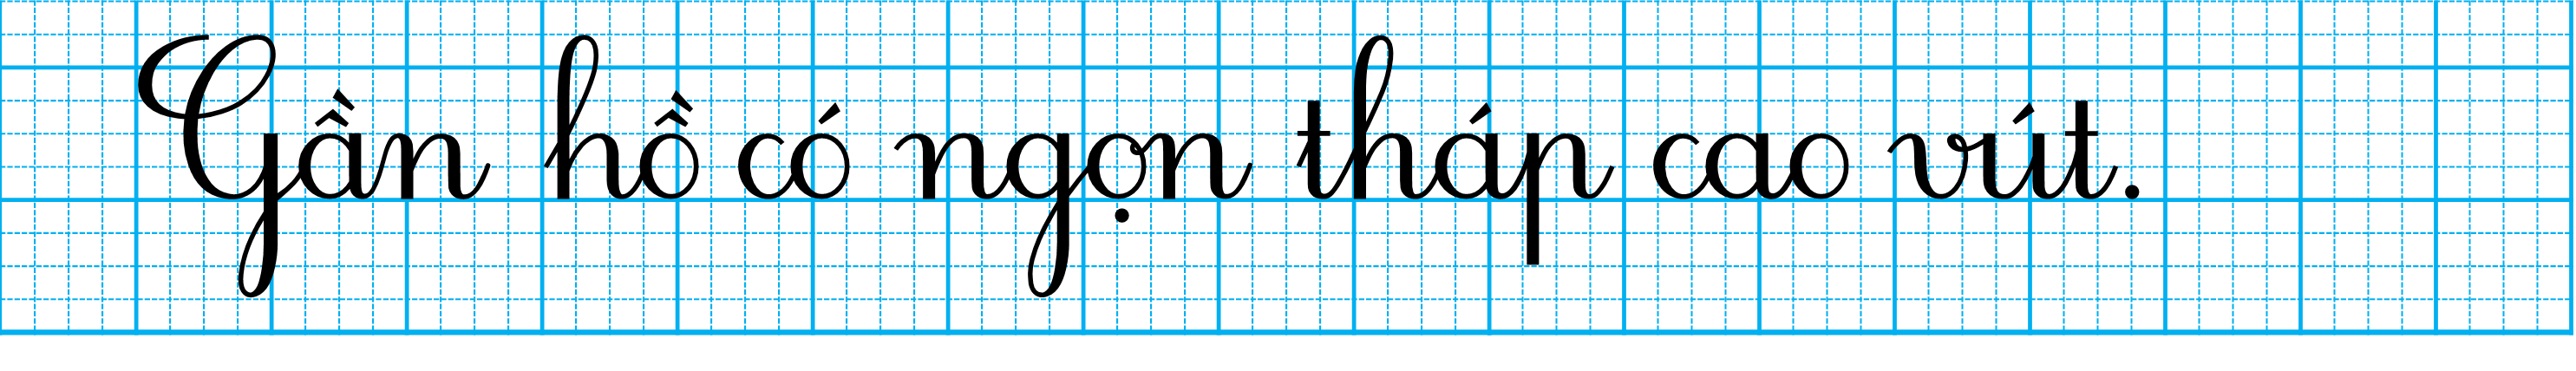 Gần hồ có ngọn tháp cao vút.